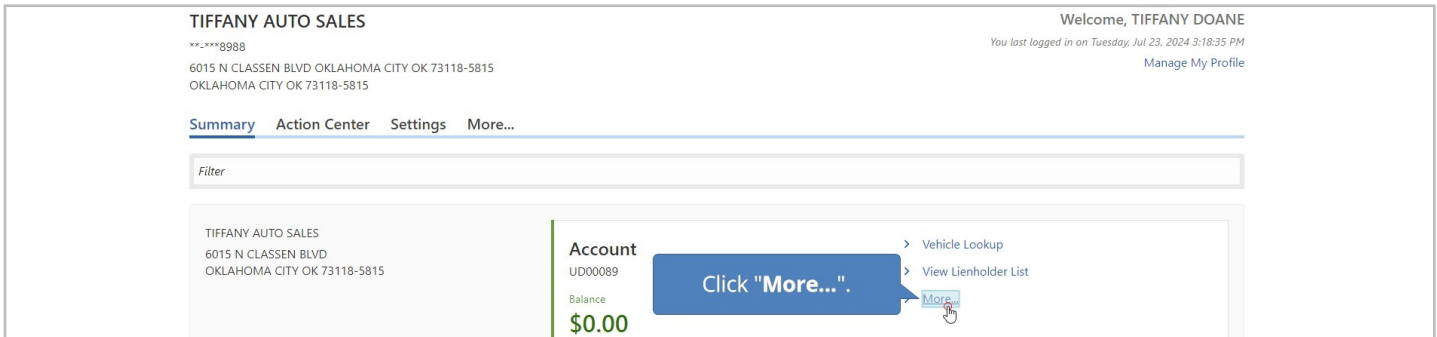 TIFFANY AUTO SALES
**-***8988
6015 N CLASSEN BLVD OKLAHOMA CITY OK 73118-5815
OKLAHOMA CITY OK 73118-5815
Welcome, TIFFANY DOANE
You last logged in on Tuesday, Jul 23, 2024 3:18:35 PM
Manage My Profile
Summary Action Center Settings More...
Filter
TIFFANY AUTO SALES
6015 N CLASSEN BLVD
OKLAHOMA CITY OK 73118-5815
Account
UD00089
Balance
$0.00
Click "More...".
> Vehicle Lookup
> View Lienholder List
> More...